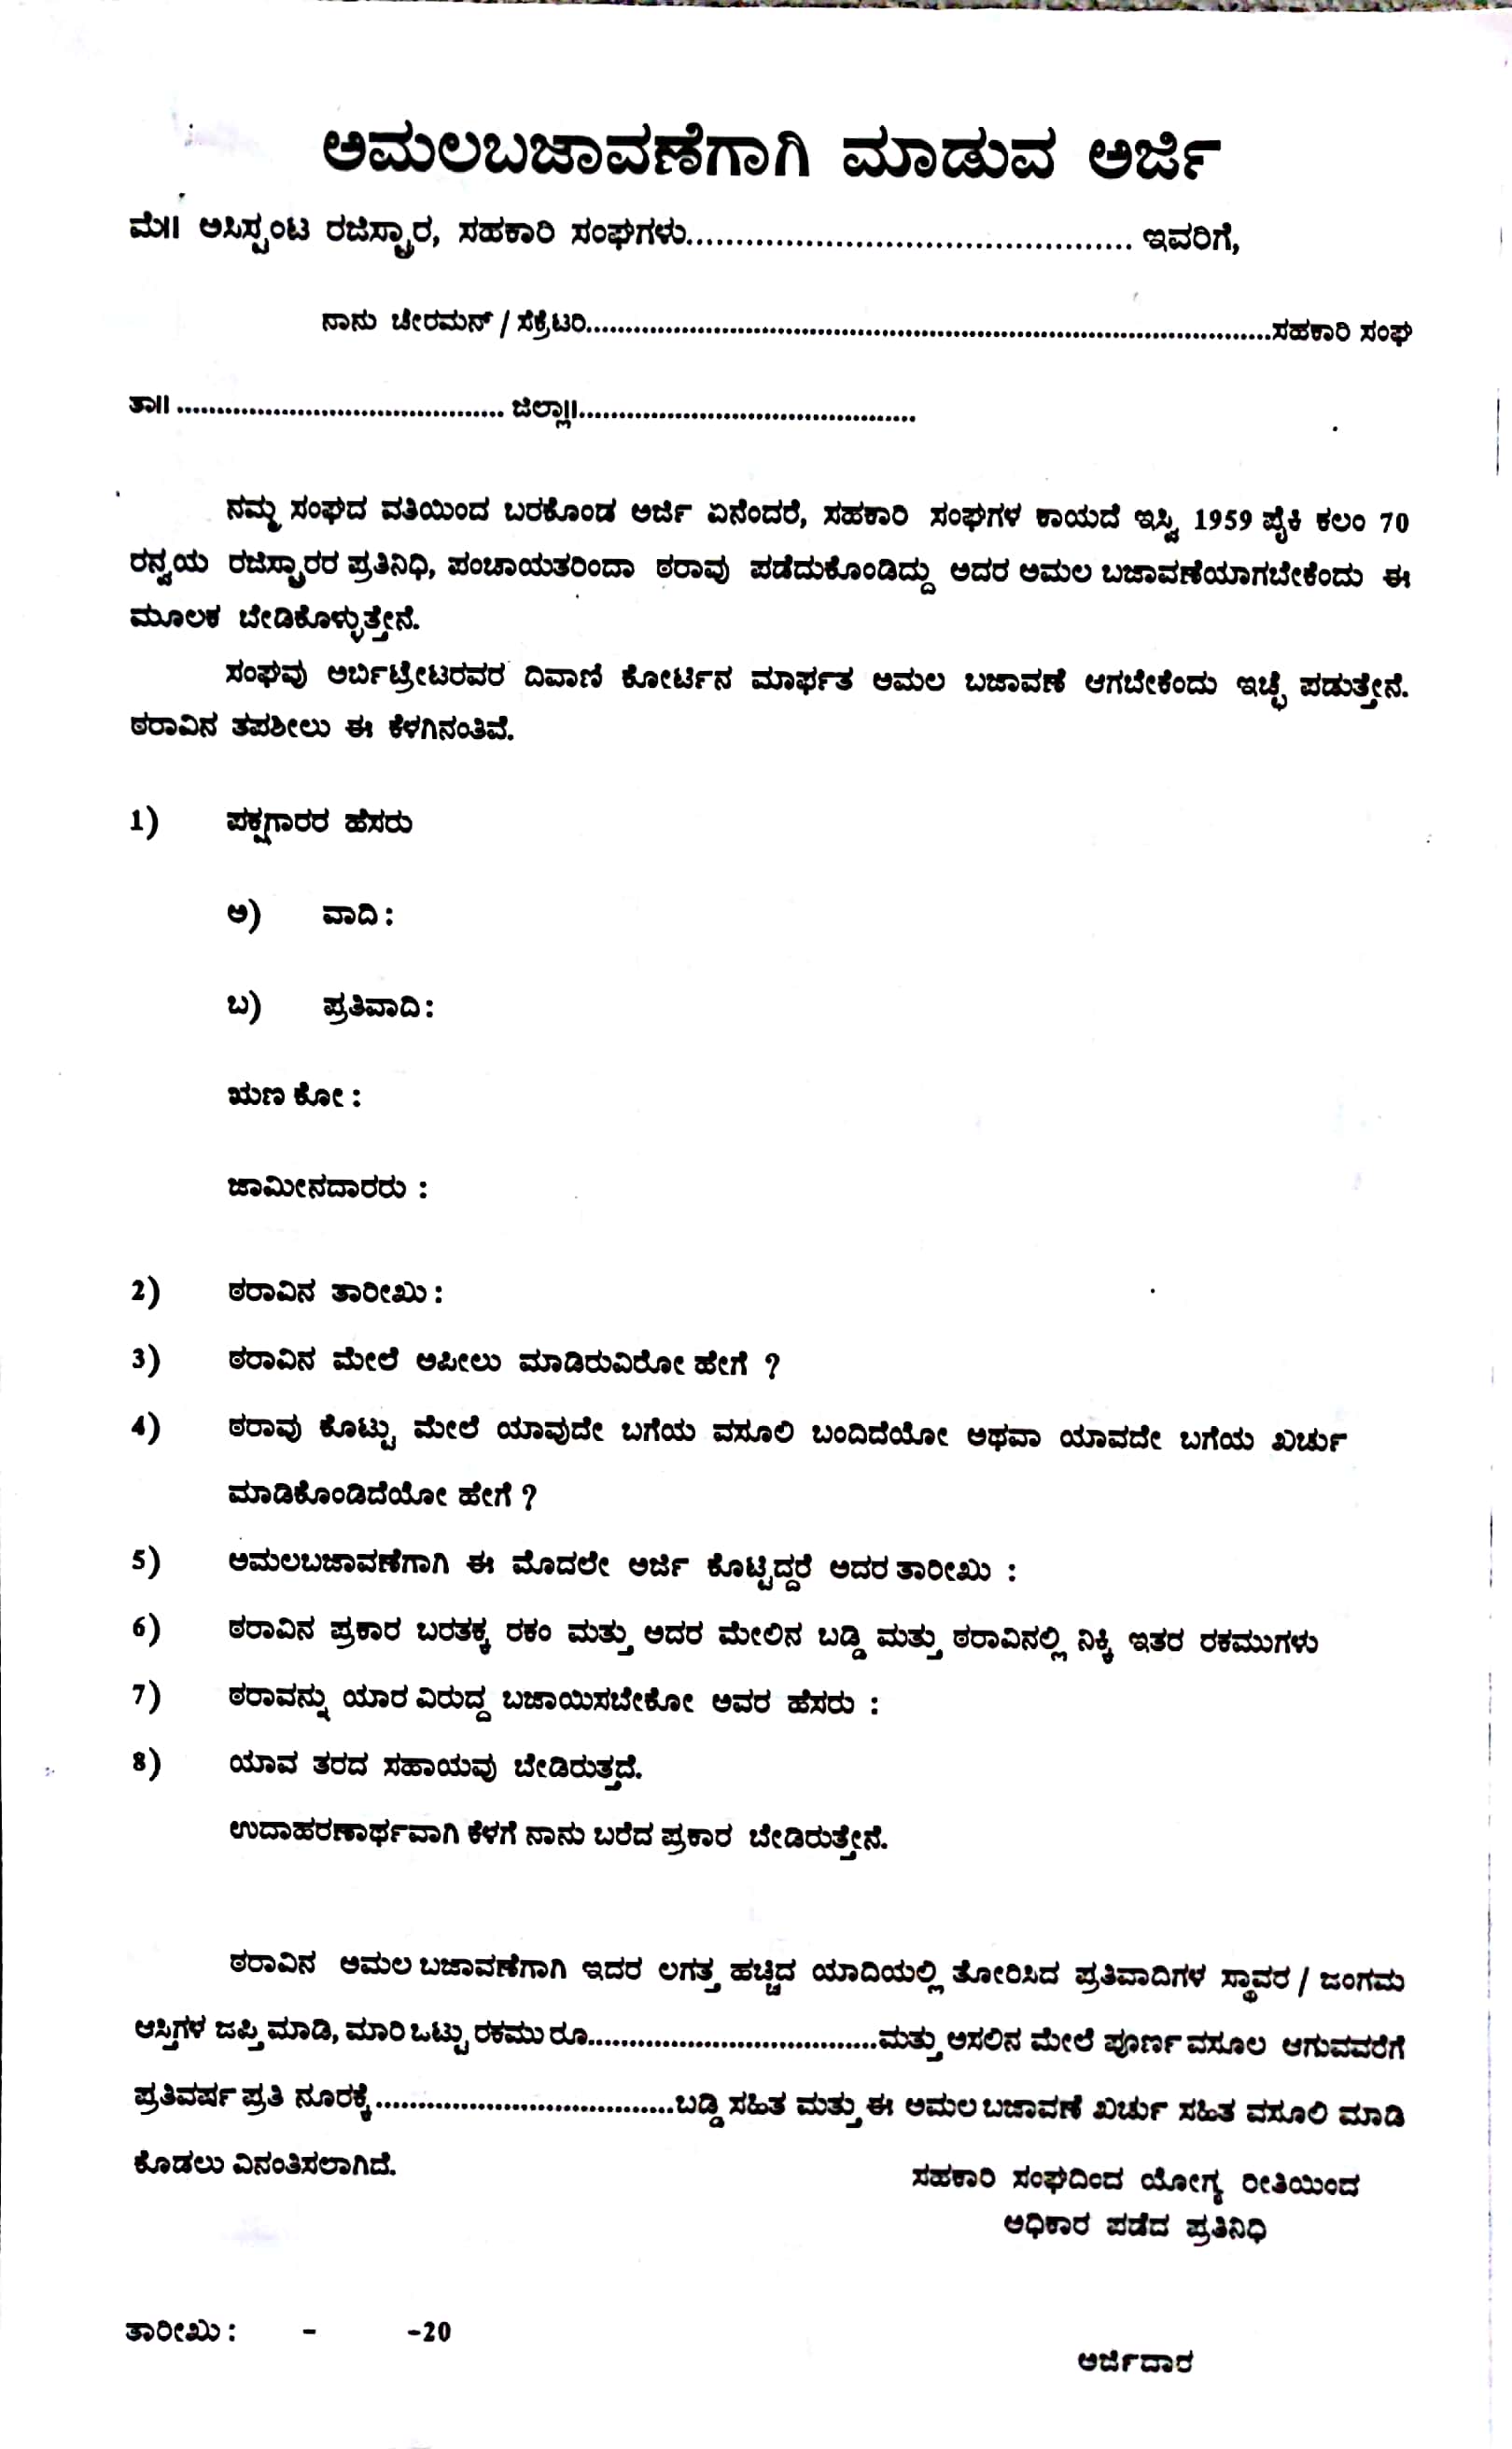 ಅಮಲಬಜಾವಣೆಗಾಗಿ ಮಾಡುವ ಅರ್ಜಿ
ಮೆ॥ ಅಸಿಸ್ಟಂಟ ರಜಿಸ್ಟ್ರಾರ, ಸಹಕಾರಿ ಸಂಘಗಳು............................................. ಇವರಿಗೆ,
ನಾನು ಚೇರಮನ್ / ಸೆಕ್ರೆಟರಿ.....................................................................................ಸಹಕಾರಿ ಸಂಘ
ತಾ॥ ......................................... ಜಿಲ್ಲಾ॥..........................................
ನಮ್ಮ ಸಂಘದ ವತಿಯಿಂದ ಬರಕೊಂಡ ಅರ್ಜಿ ಏನೆಂದರೆ, ಸಹಕಾರಿ ಸಂಘಗಳ ಕಾಯದೆ ಇಸ್ವಿ 1959 ಪೈಕಿ ಕಲಂ 70
ರನ್ವಯ ರಜಿಸ್ಟ್ರಾರರ ಪ್ರತಿನಿಧಿ, ಪಂಚಾಯತರಿಂದಾ ಠರಾವು ಪಡೆದುಕೊಂಡಿದ್ದು ಅದರ ಅಮಲ ಬಜಾವಣೆಯಾಗಬೇಕೆಂದು ಈ
ಮೂಲಕ ಬೇಡಿಕೊಳ್ಳುತ್ತೇನೆ.
ಸಂಘವು ಅರ್ಬಿಟ್ರೇಟರವರ ದಿವಾಣಿ ಕೋರ್ಟಿನ ಮಾರ್ಫತ ಅಮಲ ಬಜಾವಣೆ ಆಗಬೇಕೆಂದು ಇಚ್ಛೆ ಪಡುತ್ತೇನೆ.
ಠರಾವಿನ ತಪಶೀಲು ಈ ಕೆಳಗಿನಂತಿವೆ.
1) ಪಕ್ಷಗಾರರ ಹೆಸರು
ಅ) ವಾದಿ :
ಬ) ಪ್ರತಿವಾದಿ :
ಋಣ ಕೋ :
ಜಾಮೀನದಾರರು :
2) ಠರಾವಿನ ತಾರೀಖು :
3) ಠರಾವಿನ ಮೇಲೆ ಅಪೀಲು ಮಾಡಿರುವಿರೋ ಹೇಗೆ ?
4) ಠರಾವು ಕೊಟ್ಟು ಮೇಲೆ ಯಾವುದೇ ಬಗೆಯ ವಸೂಲಿ ಬಂದಿದೆಯೋ ಅಥವಾ ಯಾವದೇ ಬಗೆಯ ಖರ್ಚು
ಮಾಡಿಕೊಂಡಿದೆಯೋ ಹೇಗೆ ?
5) ಅಮಲಬಜಾವಣೆಗಾಗಿ ಈ ಮೊದಲೇ ಅರ್ಜಿ ಕೊಟ್ಟಿದ್ದರೆ ಅದರ ತಾರೀಖು :
6) ಠರಾವಿನ ಪ್ರಕಾರ ಬರತಕ್ಕ ರಕಂ ಮತ್ತು ಅದರ ಮೇಲಿನ ಬಡ್ಡಿ ಮತ್ತು ಠರಾವಿನಲ್ಲಿ ನಿಕ್ಕಿ ಇತರ ರಕಮುಗಳು
7) ಠರಾವನ್ನು ಯಾರ ವಿರುದ್ದ ಬಜಾಯಿಸಬೇಕೋ ಅವರ ಹೆಸರು :
8) ಯಾವ ತರದ ಸಹಾಯವು ಬೇಡಿರುತ್ತದೆ.
ಉದಾಹರಣಾರ್ಥವಾಗಿ ಕೆಳಗೆ ನಾನು ಬರೆದ ಪ್ರಕಾರ ಬೇಡಿರುತ್ತೇನೆ.
ಠರಾವಿನ ಅಮಲ ಬಜಾವಣೆಗಾಗಿ ಇದರ ಲಗತ್ತ ಹಚ್ಚಿದ ಯಾದಿಯಲ್ಲಿ ತೋರಿಸಿದ ಪ್ರತಿವಾದಿಗಳ ಸ್ಥಾವರ / ಜಂಗಮ
ಆಸ್ತಿಗಳ ಜಪ್ತಿ ಮಾಡಿ, ಮಾರಿ ಒಟ್ಟು ರಕಮು ರೂ....................................ಮತ್ತು ಅಸಲಿನ ಮೇಲೆ ಪೂರ್ಣ ವಸೂಲ ಆಗುವವರೆಗೆ
ಪ್ರತಿವರ್ಷ ಪ್ರತಿ ನೂರಕ್ಕೆ.....................................ಬಡ್ಡಿ ಸಹಿತ ಮತ್ತು ಈ ಅಮಲ ಬಜಾವಣೆ ಖರ್ಚು ಸಹಿತ ವಸೂಲಿ ಮಾಡಿ
ಕೊಡಲು ವಿನಂತಿಸಲಾಗಿದೆ.
ಸಹಕಾರಿ ಸಂಘದಿಂದ ಯೋಗ್ಯ ರೀತಿಯಿಂದ
ಅಧಿಕಾರ ಪಡೆದ ಪ್ರತಿನಿಧಿ
ತಾರೀಖು : - -20
ಅರ್ಜಿದಾರ